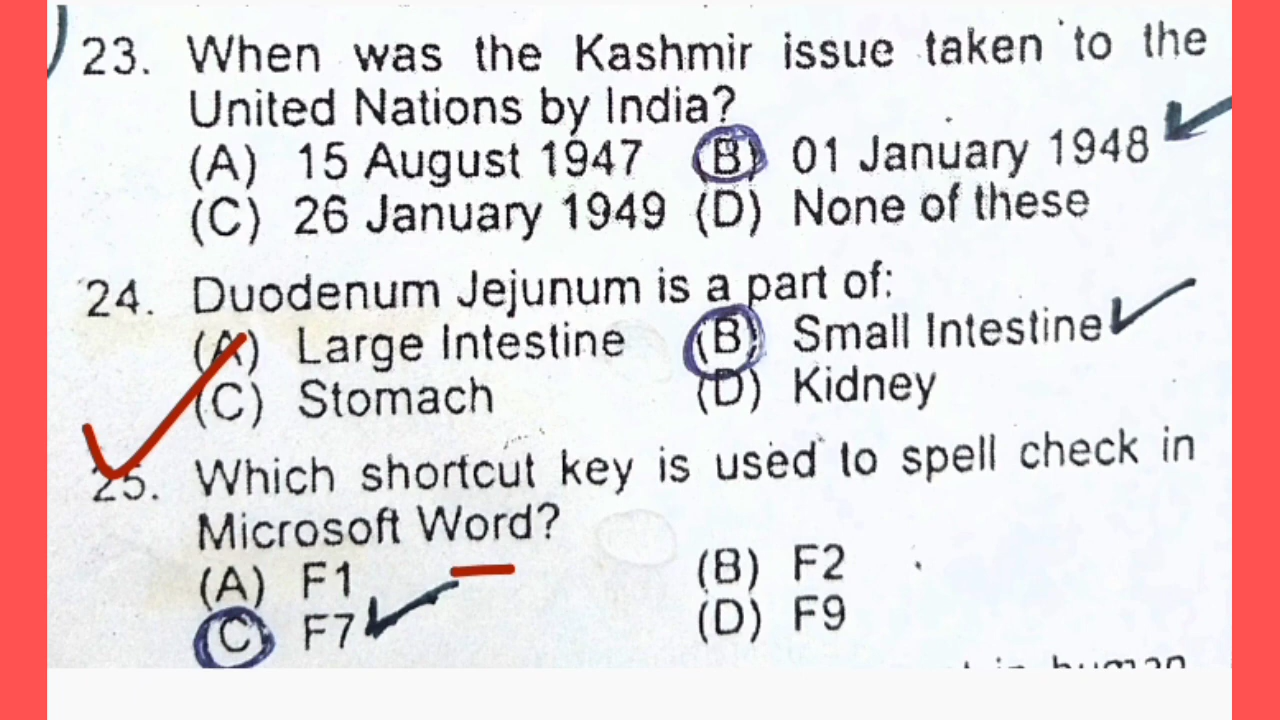 23. When was the Kashmir issue taken to the
United Nations by India?
(A) 15 August 1947 (B) 01 January 1948
(C) 26 January 1949 (D) None of these
24. Duodenum Jejunum is a part of:
(A) Large Intestine (B) Small Intestine
(C) Stomach (D) Kidney
25. Which shortcut key is used to spell check in
Microsoft Word?
(A) F1 (B) F2
(C) F7 (D) F9